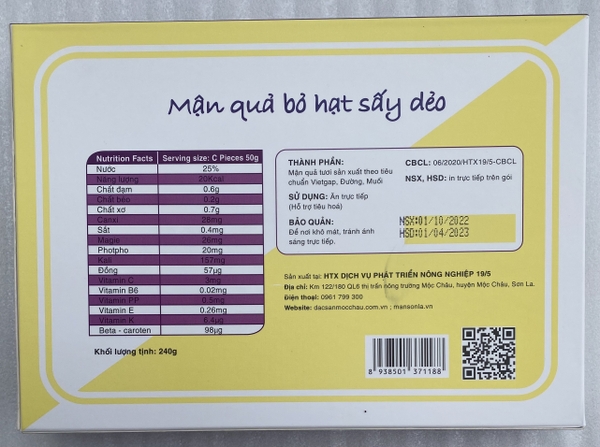 Mận quả bỏ hạt sấy dẻo
Nutrition Facts Serving size: C Pieces 50g
Nước 25%
Năng lượng 20Kcal
Chất đạm 0.6g
Chất béo 0.2g
Chất xơ 0.7g
Canxi 28mg
Sắt 0.4mg
Magie 26mg
Photpho 20mg
Kali 157mg
Đồng 57µg
Vitamin C 3mg
Vitamin B6 0.02mg
Vitamin PP 0.5mg
Vitamin E 0.26mg
Vitamin K 6.4µg
Beta - caroten 98µg
Khối lượng tịnh: 240g
THÀNH PHẦN:
Mận quả tươi sản xuất theo tiêu
chuẩn Vietgap, Đường, Muối
SỬ DỤNG: Ăn trực tiếp
(Hỗ trợ tiêu hoá)
BẢO QUẢN:
Để nơi khô mát, tránh ánh
sáng trực tiếp.
CBCL: 06/2020/HTX19/5-CBCL
NSX, HSD: in trực tiếp trên gói
NSX:01/10/2022
HSD:01/04/2023
Sản xuất tại: HTX DỊCH VỤ PHÁT TRIỂN NÔNG NGHIỆP 19/5
Địa chỉ: Km 122/180 QL6 thị trấn nông trường Mộc Châu, huyện Mộc Châu, Sơn La.
Điện thoại: 0961 799 300
Website: dacsanmocchau.com.vn ; mansonla.vn
8 938501 371188